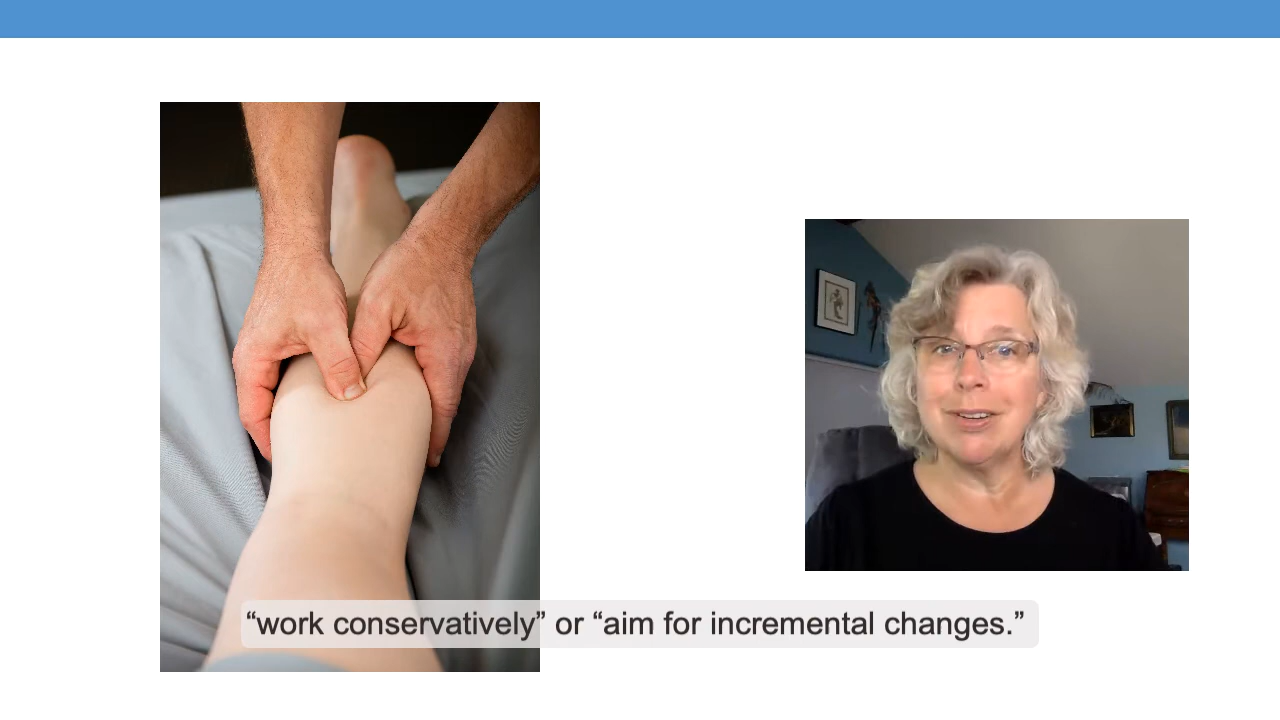 “work conservatively” or “aim for incremental changes.”